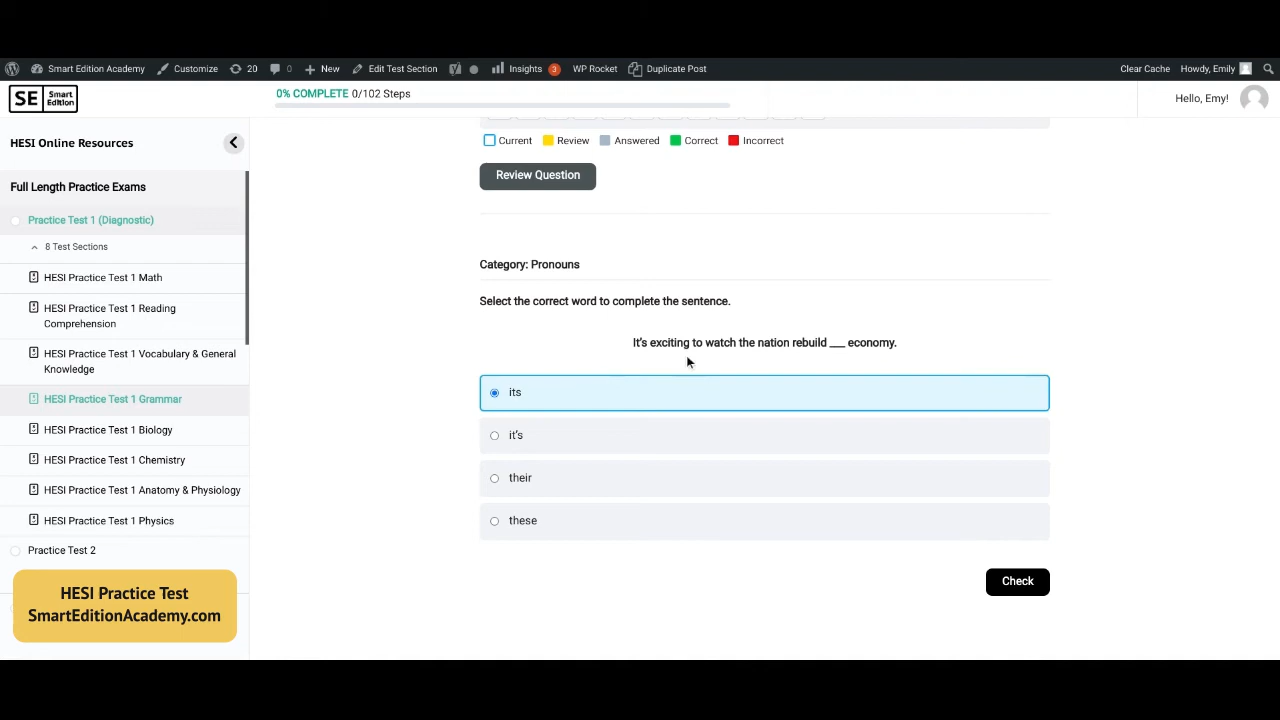 Smart Edition Academy Customize 20 0 New Edit Test Section Insights 3 WP Rocket Duplicate Post Clear Cache Howdy, Emily
SE Smart Edition
0% COMPLETE 0/102 Steps
Hello, Emy!
HESI Online Resources
Full Length Practice Exams
Practice Test 1 (Diagnostic)
8 Test Sections
HESI Practice Test 1 Math
HESI Practice Test 1 Reading
Comprehension
HESI Practice Test 1 Vocabulary & General
Knowledge
HESI Practice Test 1 Grammar
HESI Practice Test 1 Biology
HESI Practice Test 1 Chemistry
HESI Practice Test 1 Anatomy & Physiology
HESI Practice Test 1 Physics
Practice Test 2
HESI Practice Test
SmartEditionAcademy.com
Current Review Answered Correct Incorrect
Review Question
Category: Pronouns
Select the correct word to complete the sentence.
It's exciting to watch the nation rebuild ___ economy.
its
it's
their
these
Check